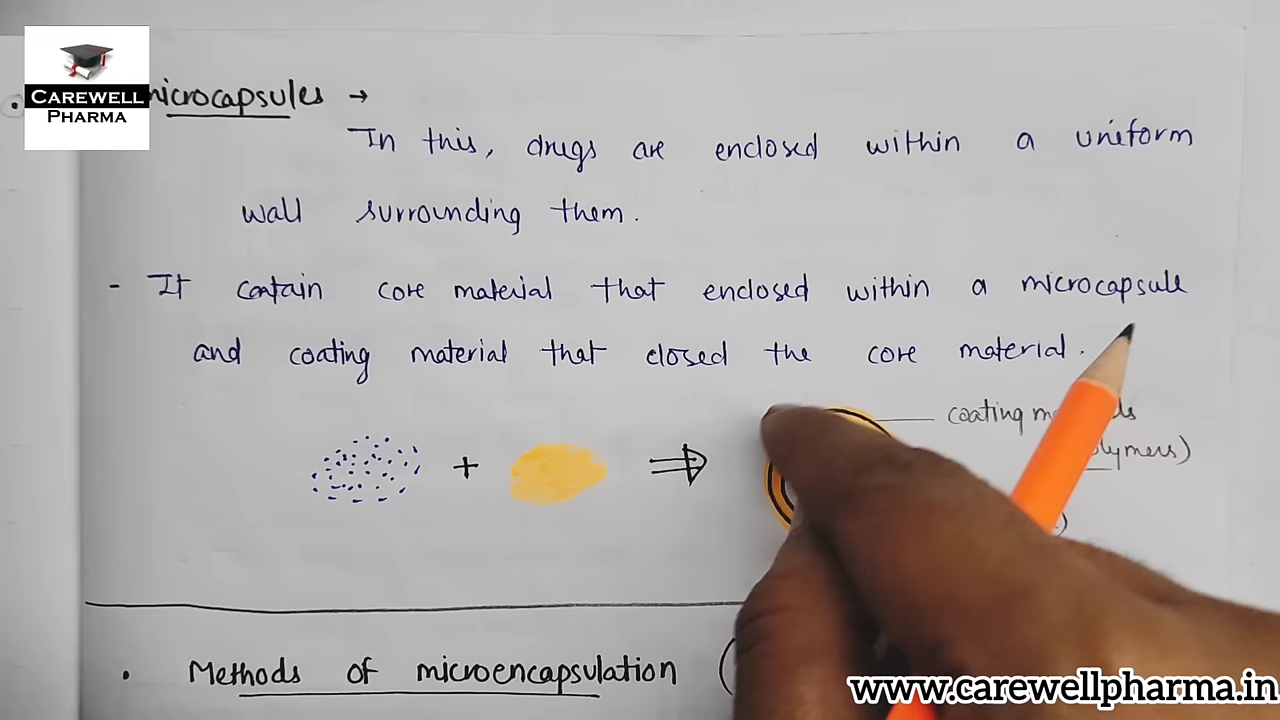 CAREWELL
PHARMA
microcapsules →
In this, drugs are enclosed within a uniform
wall surrounding them.
- It contain core material that enclosed within a microcapsule
and coating material that closed the core material.
coating
+ ⇒
• Methods of microencapsulation (
www.carewellpharma.in